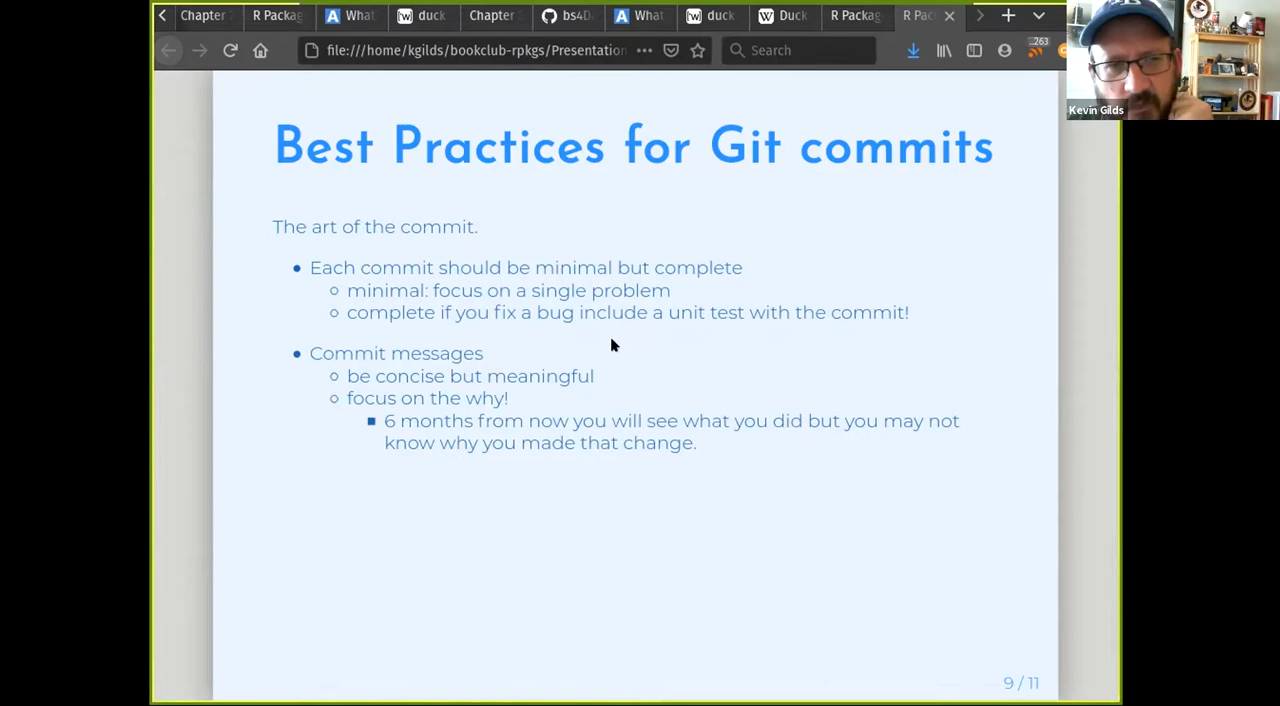 Chapter
R Packag
What
duck
Chapter
bs4D
What
duck
Duck
R Packag
R Pack
file:///home/kgilds/bookclub-rpkgs/Presentation
Search
263
Kevin Gilds
Best Practices for Git commits
The art of the commit.
Each commit should be minimal but complete
minimal: focus on a single problem
complete if you fix a bug include a unit test with the commit!
Commit messages
be concise but meaningful
focus on the why!
6 months from now you will see what you did but you may not
know why you made that change.
9 / 11